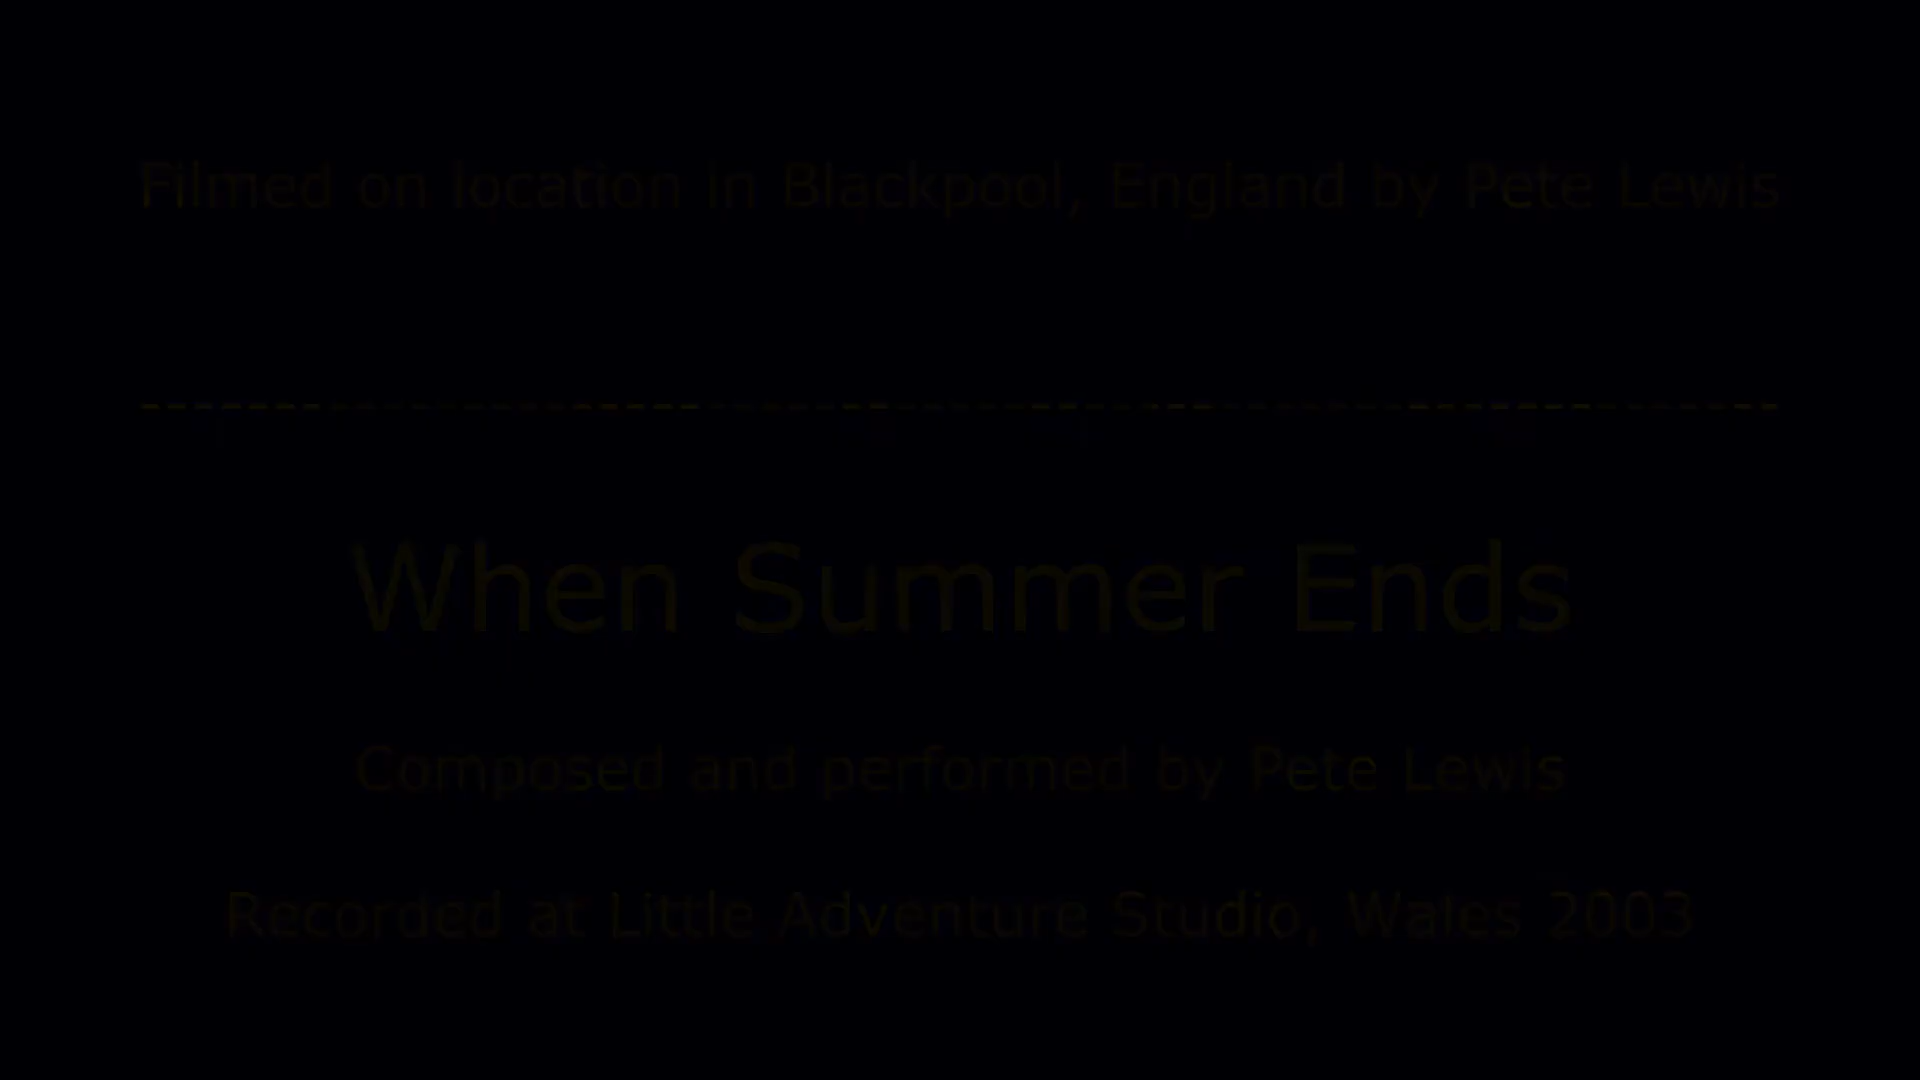 Filmed on location in Blackpool, England by Pete Lewis
-------------------------------------------------------------
When Summer Ends
Composed and performed by Pete Lewis
Recorded at Little Adventure Studio, Wales 2003